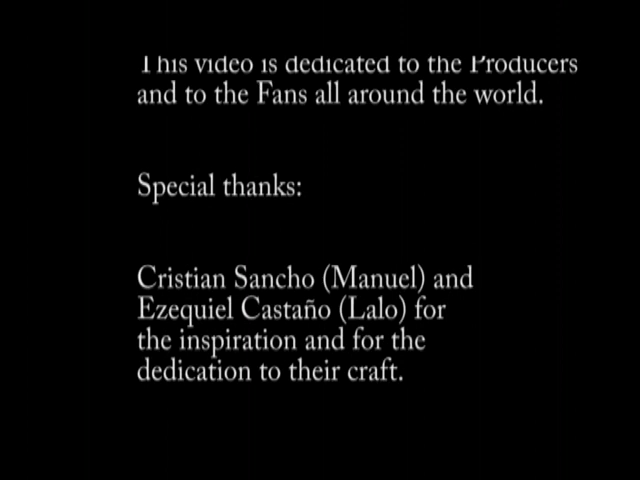 This video is dedicated to the Producers
and to the Fans all around the world.
Special thanks:
Cristian Sancho (Manuel) and
Ezequiel Castaño (Lalo) for
the inspiration and for the
dedication to their craft.